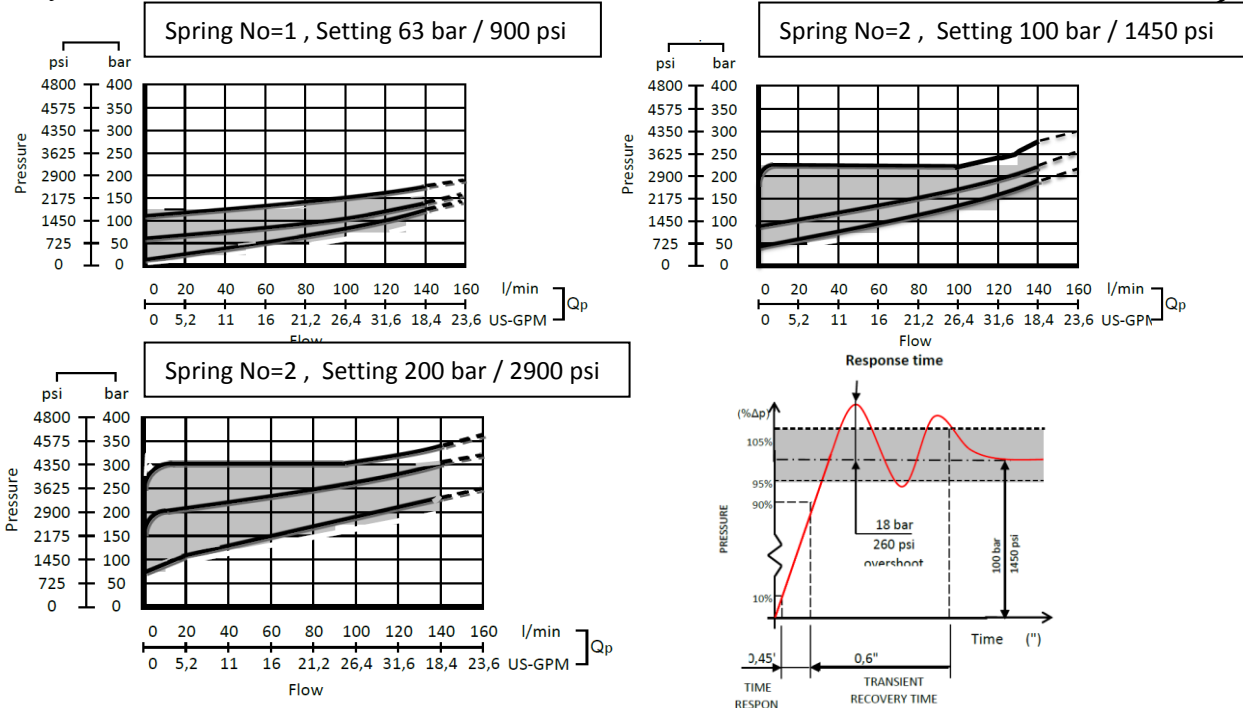 Spring No=1 , Setting 63 bar / 900 psi
psi bar
4800 400
4575 350
4350 300
3625 250
2900 200
2175 150
1450 100
725 50
0 0
Pressure
0 20 40 60 80 100 120 140 160 l/min
Qp
0 5,2 11 16 21,2 26,4 31,6 18,4 23,6 US-GPM
Flow
Spring No=2 , Setting 100 bar / 1450 psi
psi bar
4800 400
4575 350
4350 300
3625 250
2900 200
2175 150
1450 100
725 50
0 0
Pressure
0 20 40 60 80 100 120 140 160 l/min
Qp
0 5,2 11 16 21,2 26,4 31,6 18,4 23,6 US-GPM
Flow
Spring No=2 , Setting 200 bar / 2900 psi
psi bar
4800 400
4575 350
4350 300
3625 250
2900 200
2175 150
1450 100
725 50
0 0
Pressure
0 20 40 60 80 100 120 140 160 l/min
Qp
0 5,2 11 16 21,2 26,4 31,6 18,4 23,6 US-GPM
Flow
Response time
(%Δp)
105%
95%
90%
10%
PRESSURE
18 bar
260 psi
overshoot
100 bar
1450 psi
Time (")
0,45'
0,6"
TIME
RESPON
TRANSIENT
RECOVERY TIME